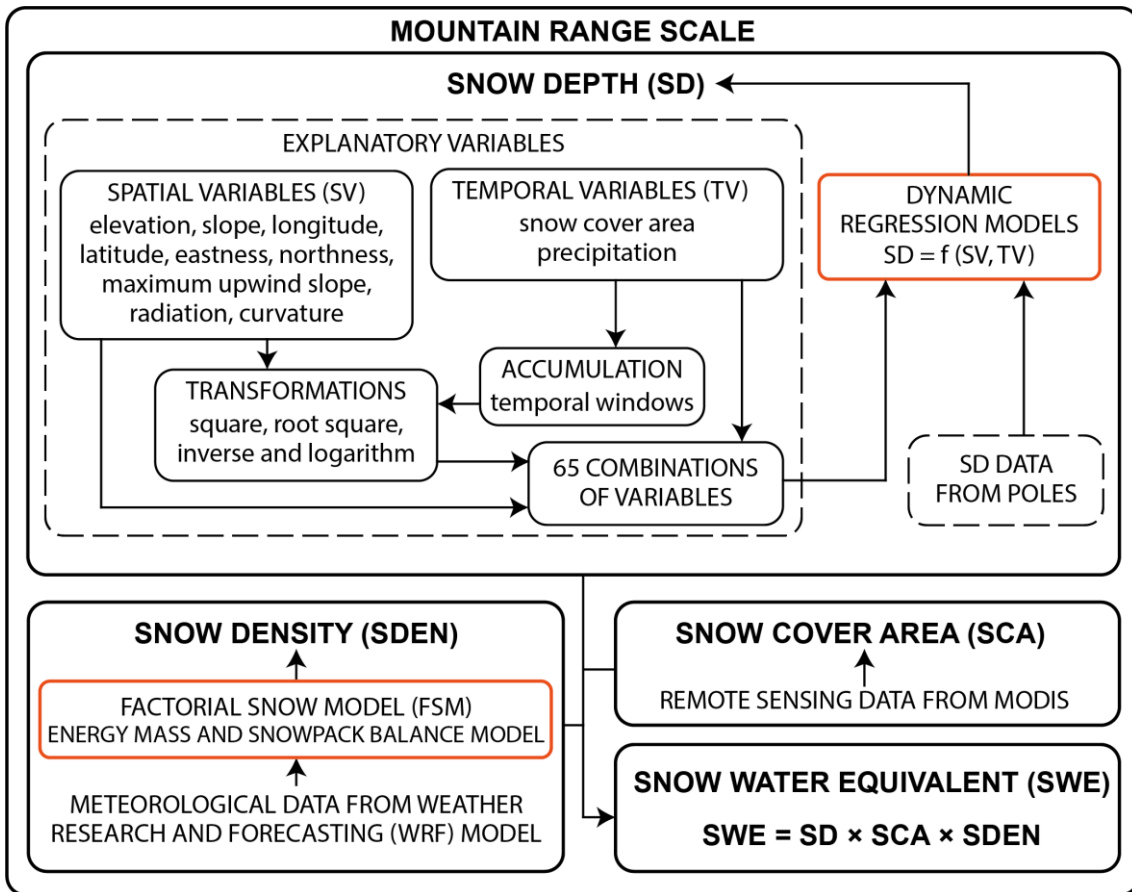 MOUNTAIN RANGE SCALE
SNOW DEPTH (SD)
EXPLANATORY VARIABLES
SPATIAL VARIABLES (SV)
elevation, slope, longitude,
latitude, eastness, northness,
maximum upwind slope,
radiation, curvature
TEMPORAL VARIABLES (TV)
snow cover area
precipitation
DYNAMIC
REGRESSION MODELS
SD = f (SV, TV)
TRANSFORMATIONS
square, root square,
inverse and logarithm
ACCUMULATION
temporal windows
65 COMBINATIONS
OF VARIABLES
SD DATA
FROM POLES
SNOW DENSITY (SDEN)
FACTORIAL SNOW MODEL (FSM)
ENERGY MASS AND SNOWPACK BALANCE MODEL
METEOROLOGICAL DATA FROM WEATHER
RESEARCH AND FORECASTING (WRF) MODEL
SNOW COVER AREA (SCA)
REMOTE SENSING DATA FROM MODIS
SNOW WATER EQUIVALENT (SWE)
SWE = SD × SCA × SDEN